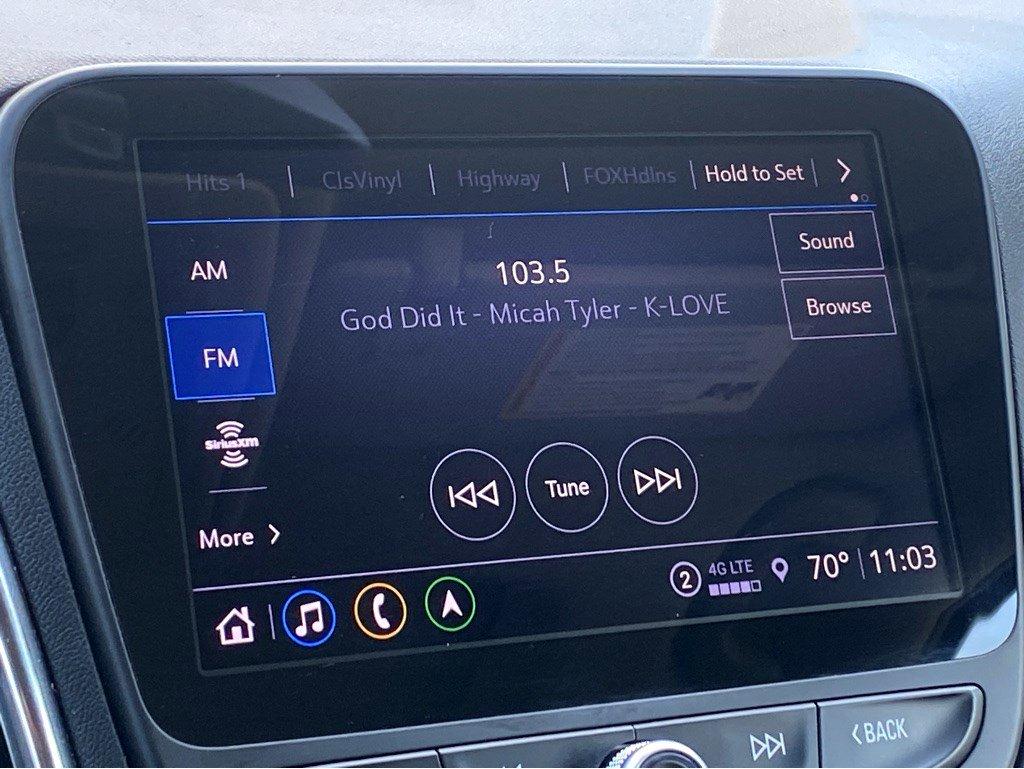 Hits 1 ClsVinyl Highway FOXHdlns Hold to Set
Sound
AM
103.5
God Did It - Micah Tyler - K-LOVE
Browse
FM
SiriusXM
Tune
More
2 4G LTE 70° 11:03
BACK